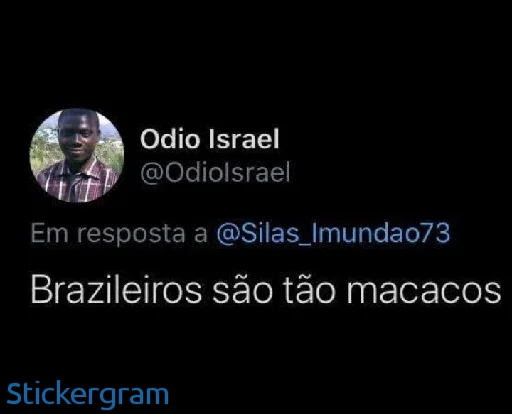 Odio Israel
@OdioIsrael
Em resposta a @Silas_Imundao73
Brazileiros são tão macacos
Stickergram